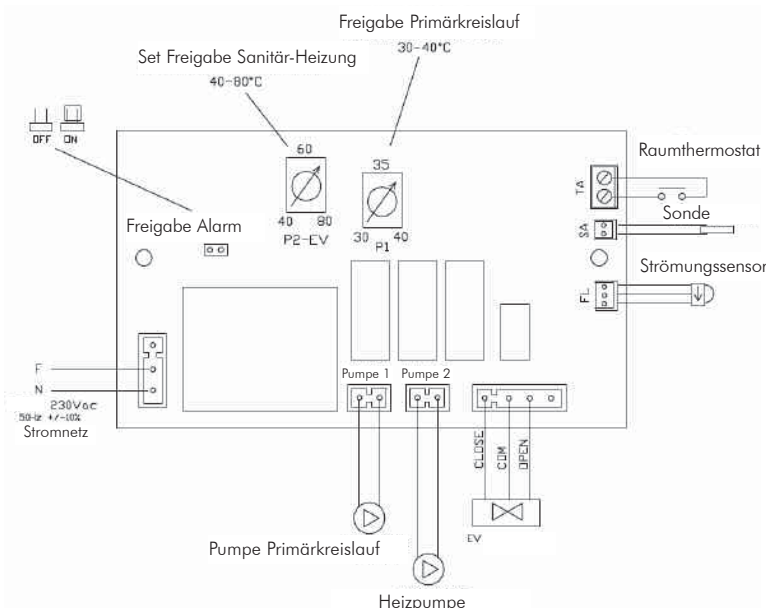 Freigabe Primärkreislauf
30-40°C
Set Freigabe Sanitär-Heizung
40-80°C
OFF ON
60
35
Raumthermostat
TA
Freigabe Alarm
40 80
P2-EV
30 40
P1
Sonde
SA
Strömungssensor
FL
F
N
230Vac
50Hz +/-10%
Stromnetz
Pumpe 1
Pumpe 2
CLOSE
COM
OPEN
EV
Pumpe Primärkreislauf
Heizpumpe